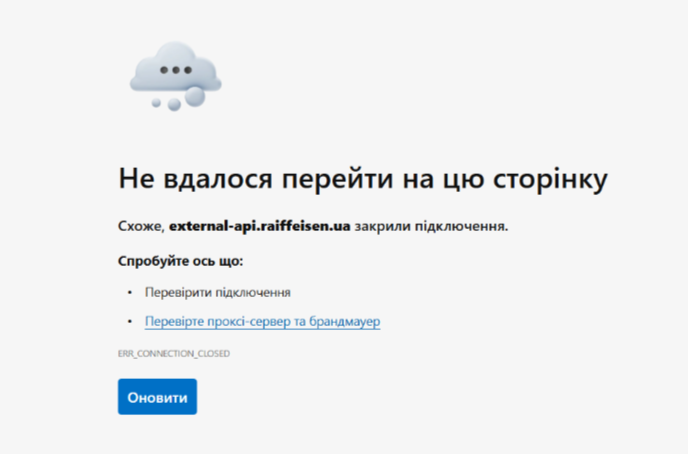 Не вдалося перейти на цю сторінку
Схоже, external-api.raiffeisen.ua закрили підключення.
Спробуйте ось що:
• Перевірити підключення
• Перевірте проксі-сервер та брандмауер
ERR_CONNECTION_CLOSED
Оновити